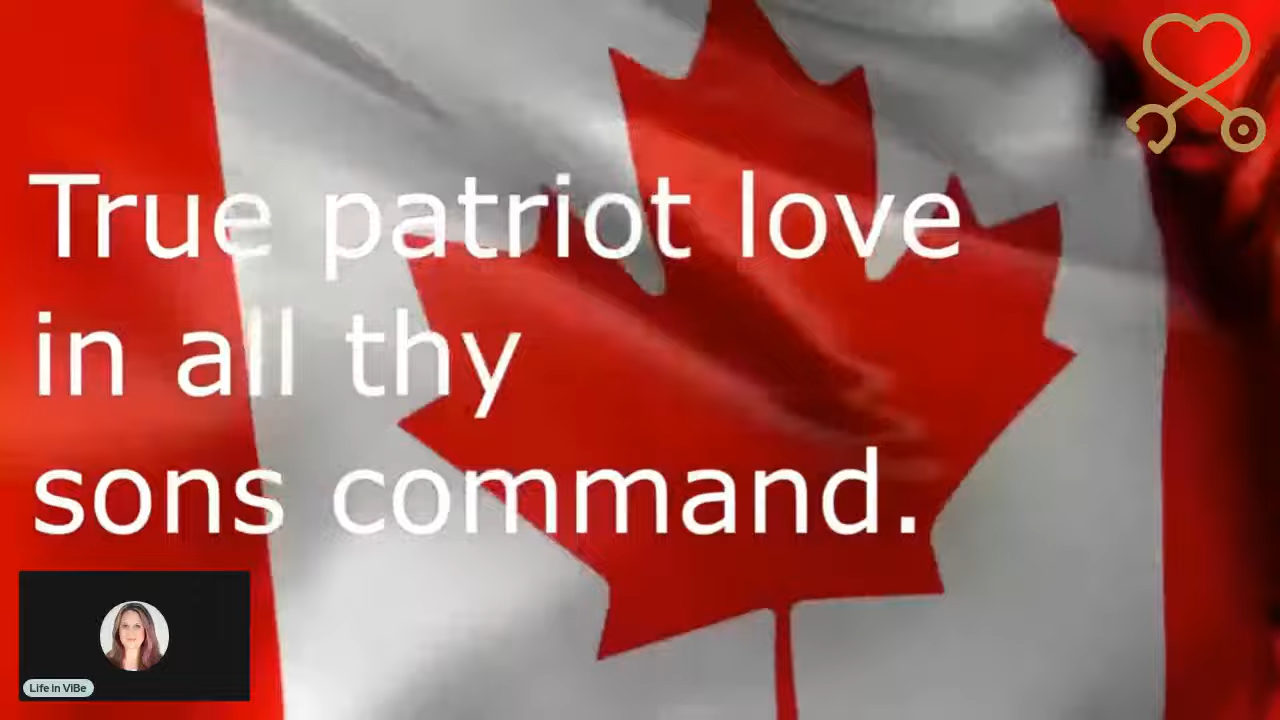 True patriot love
in all thy
sons command.
Life in VIBe